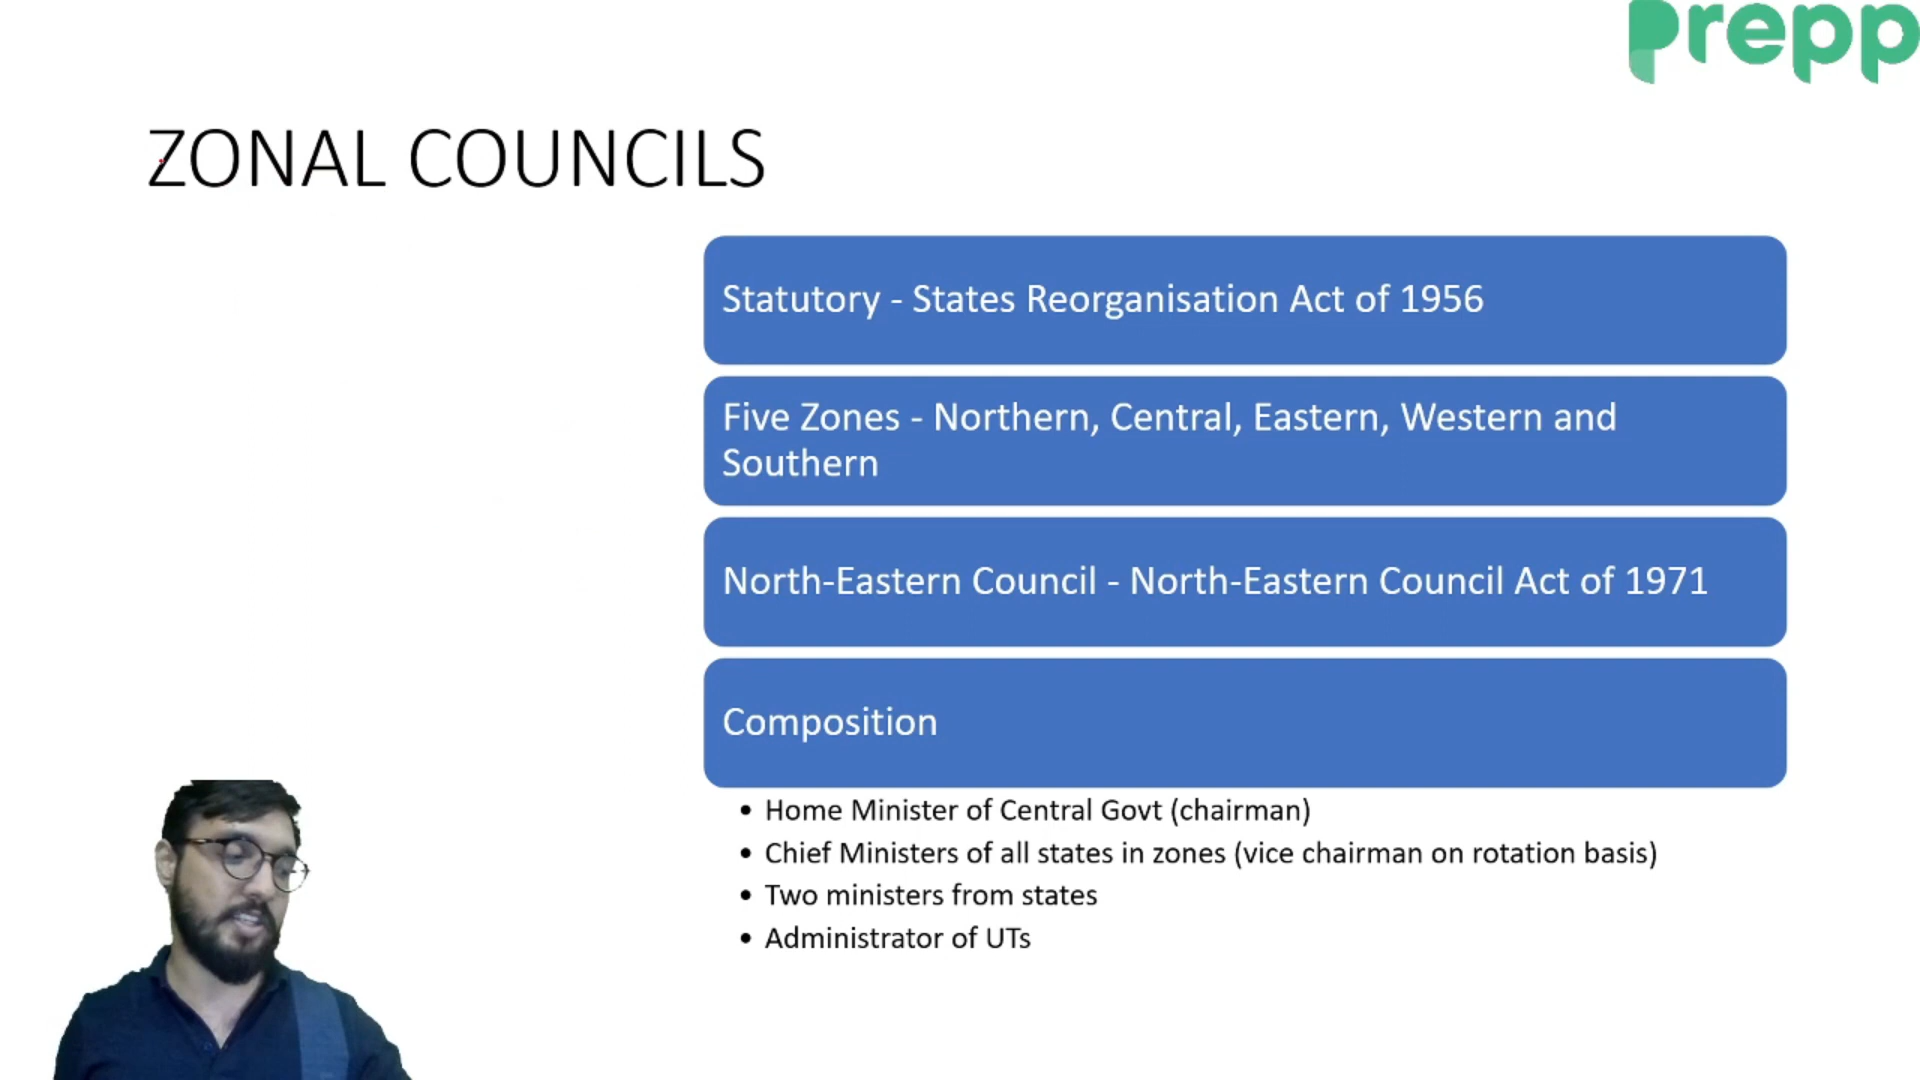 prepp
ZONAL COUNCILS
Statutory - States Reorganisation Act of 1956
Five Zones - Northern, Central, Eastern, Western and
Southern
North-Eastern Council - North-Eastern Council Act of 1971
Composition
• Home Minister of Central Govt (chairman)
• Chief Ministers of all states in zones (vice chairman on rotation basis)
• Two ministers from states
• Administrator of UTs